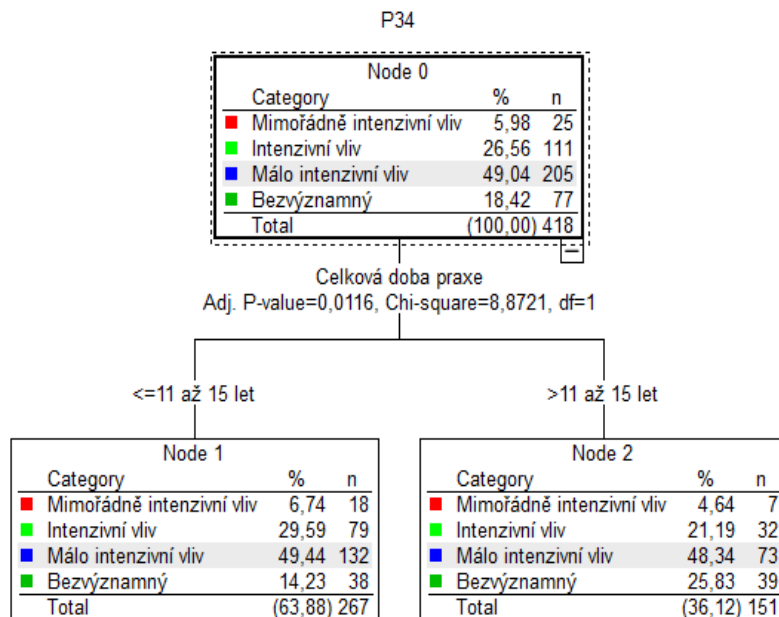 P34
Node 0
Category % n
Mimořádně intenzivní vliv 5,98 25
Intenzivní vliv 26,56 111
Málo intenzivní vliv 49,04 205
Bezvýznamný 18,42 77
Total (100,00) 418
Celková doba praxe
Adj. P-value=0,0116, Chi-square=8,8721, df=1
<=11 až 15 let
>11 až 15 let
Node 1
Category % n
Mimořádně intenzivní vliv 6,74 18
Intenzivní vliv 29,59 79
Málo intenzivní vliv 49,44 132
Bezvýznamný 14,23 38
Total (63,88) 267
Node 2
Category % n
Mimořádně intenzivní vliv 4,64 7
Intenzivní vliv 21,19 32
Málo intenzivní vliv 48,34 73
Bezvýznamný 25,83 39
Total (36,12) 151